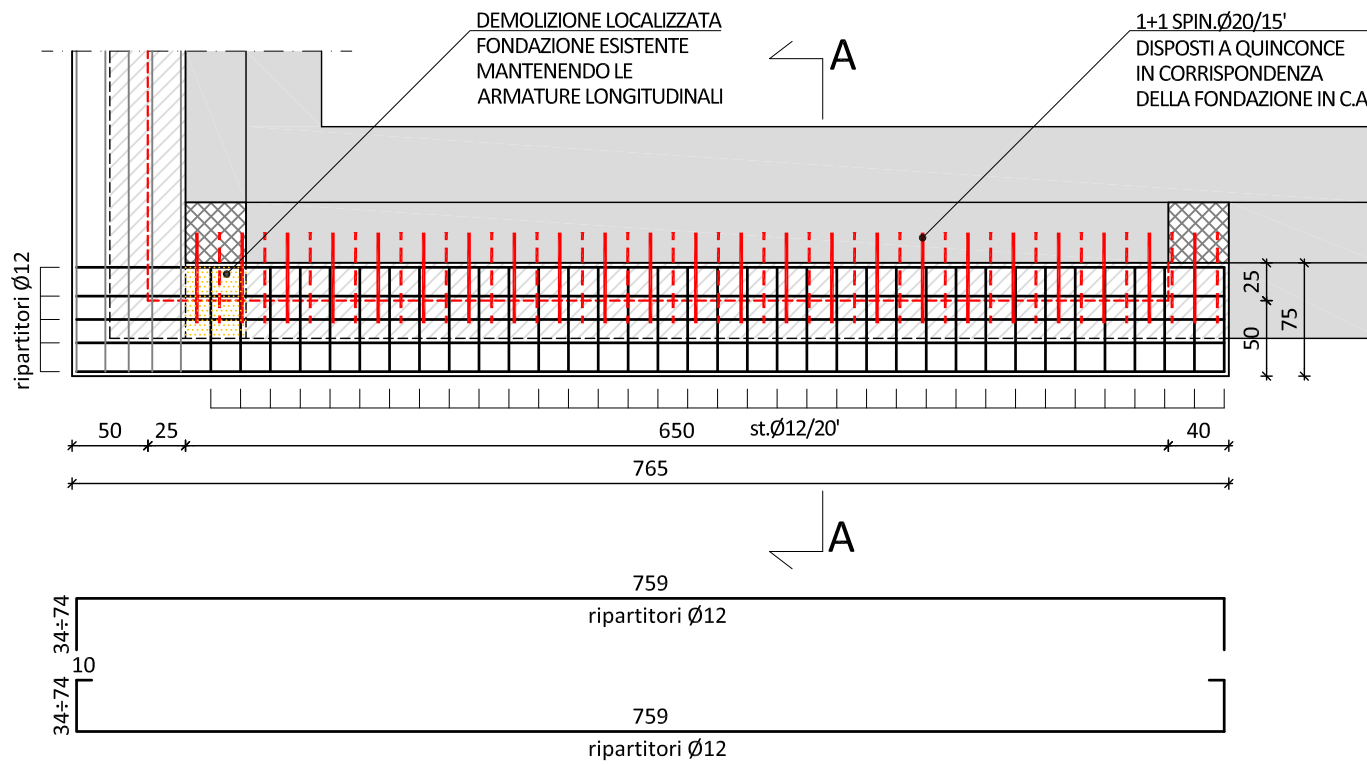 DEMOLIZIONE LOCALIZZATA
FONDAZIONE ESISTENTE
MANTENENDO LE
ARMATURE LONGITUDINALI
A
1+1 SPIN.Ø20/15'
DISPOSTI A QUINCONCE
IN CORRISPONDENZA
DELLA FONDAZIONE IN C.A
ripartitori Ø12
25
50
75
50
25
650
st.Ø12/20'
40
765
A
759
ripartitori Ø12
34÷74
10
34÷74
759
ripartitori Ø12